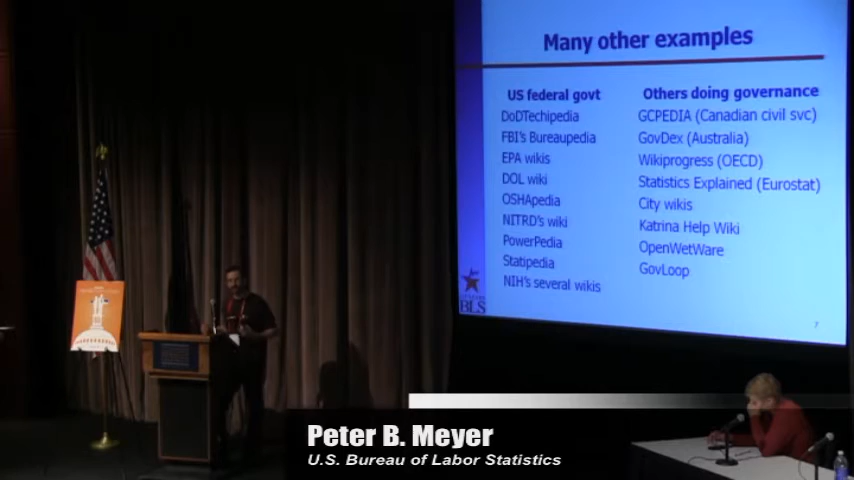 Many other examples
US federal govt
DoDTechipedia
FBI's Bureaupedia
EPA wikis
DOL wiki
OSHApedia
NITRD's wiki
PowerPedia
Statipedia
NIH's several wikis
Others doing governance
GCPEDIA (Canadian civil svc)
GovDex (Australia)
Wikiprogress (OECD)
Statistics Explained (Eurostat)
City wikis
Katrina Help Wiki
OpenWetWare
GovLoop
BLS
7
Peter B. Meyer
U.S. Bureau of Labor Statistics